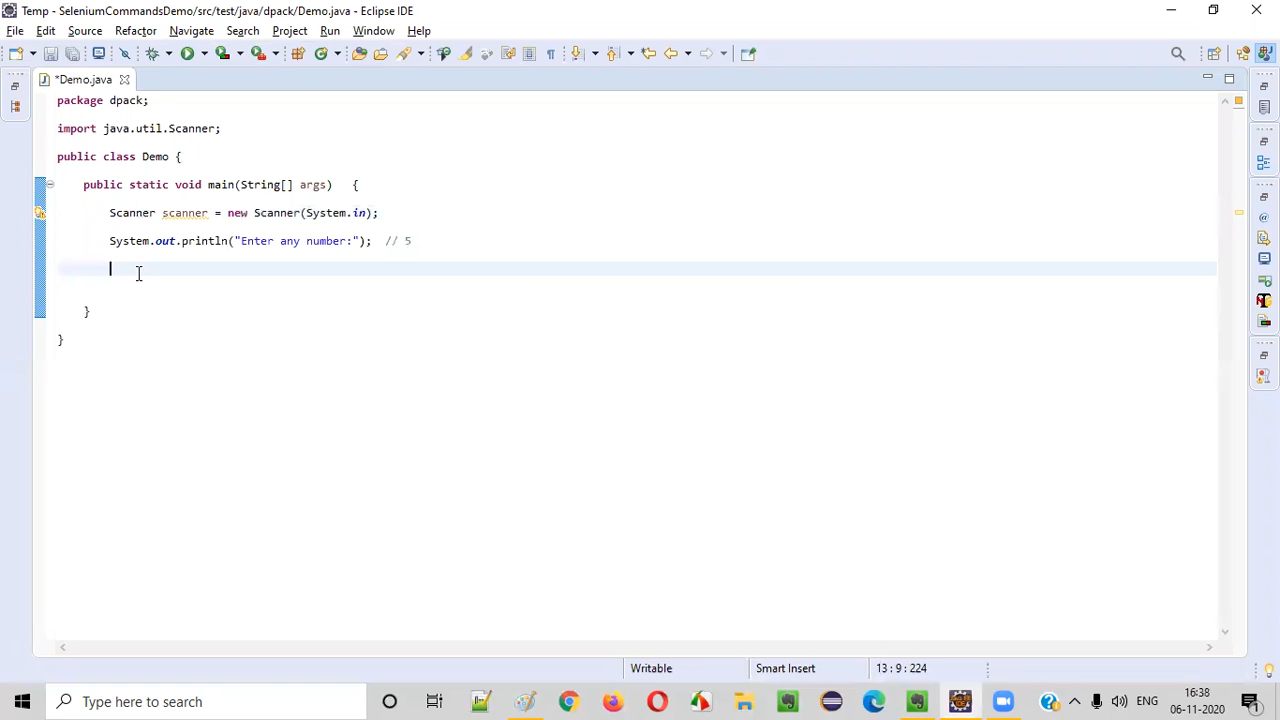 Temp - SeleniumCommandsDemo/src/test/java/dpack/Demo.java - Eclipse IDE
File Edit Source Refactor Navigate Search Project Run Window Help
*Demo.java
package dpack;
import java.util.Scanner;
public class Demo {
public static void main(String[] args) {
Scanner scanner = new Scanner(System.in);
System.out.println("Enter any number:"); // 5
}
}
Writable Smart Insert 13 : 9 : 224
Type here to search
ENG
16:38
06-11-2020